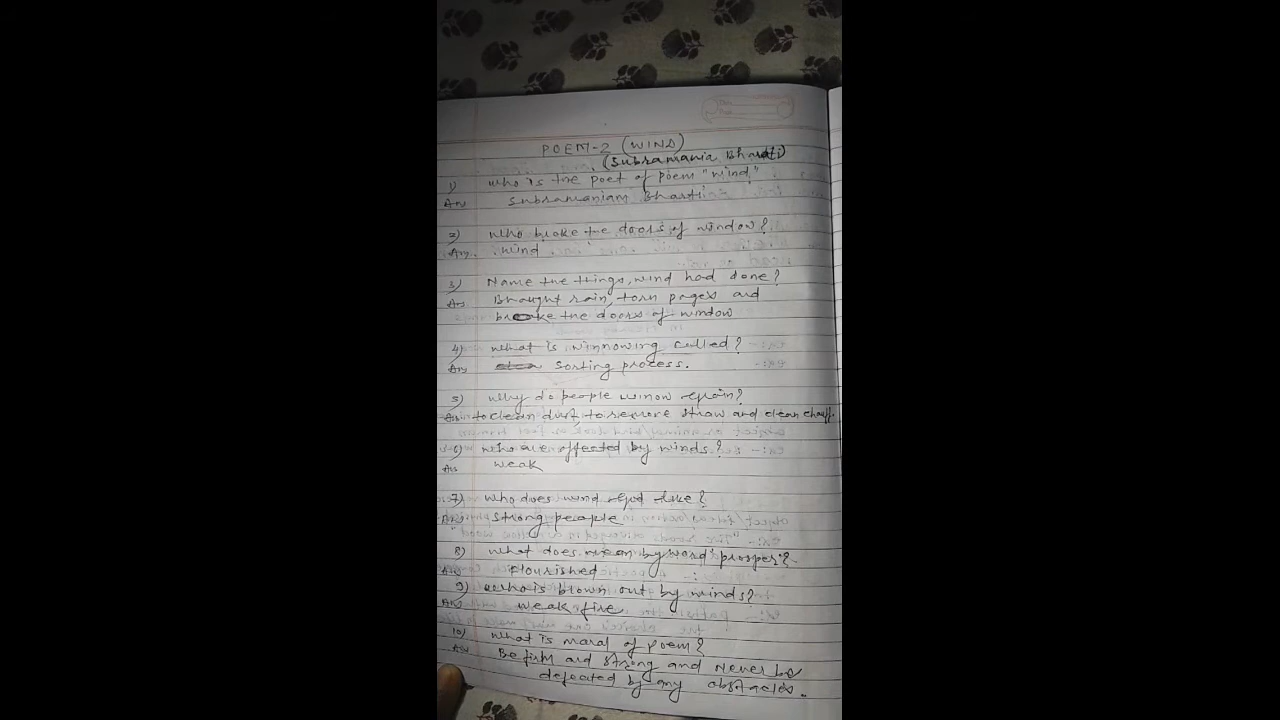 POEM-2 (WIND)
(Subramania Bharati)
1) who is the poet of poem "wind"
Ans Subramaniam Bharti
2) who broke the doors of window?
Ans. wind
3) Name the things, wind had done?
Ans Braught rain, torn pages and
broke the doors of window
4) what is winnowing called?
Ans Sorting process.
5) Why do people winow grain?
Ans to clean dust, to remove straw and clean chaff.
6) who are affected by winds?
Ans weak
7) who does wind god like?
Ans strong people
8) what does mean by word 'prosper'?
Ans flourished
9) who is blown out by winds?
Ans weak fire
10) what is moral of poem?
Ans Be firm and strong and Never be
defeated by any obstacles.